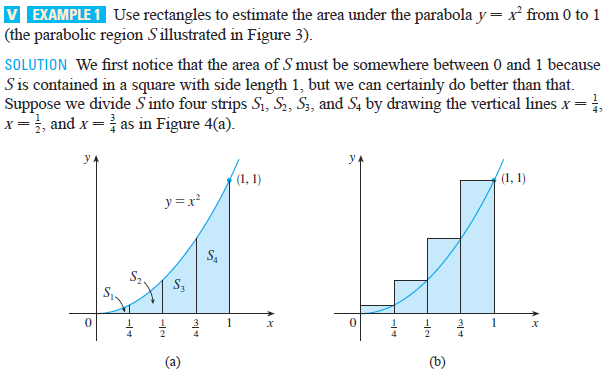 V EXAMPLE 1 Use rectangles to estimate the area under the parabola y = x² from 0 to 1
(the parabolic region S illustrated in Figure 3).
SOLUTION We first notice that the area of S must be somewhere between 0 and 1 because
S is contained in a square with side length 1, but we can certainly do better than that.
Suppose we divide S into four strips S₁, S₂, S₃, and S₄ by drawing the vertical lines x = 1/4,
x = 1/2, and x = 3/4 as in Figure 4(a).
y
(1, 1)
y = x²
S₄
S₂
S₃
S₁
0 1/4 1/2 3/4 1 x
(a)
y
(1, 1)
0 1/4 1/2 3/4 1 x
(b)